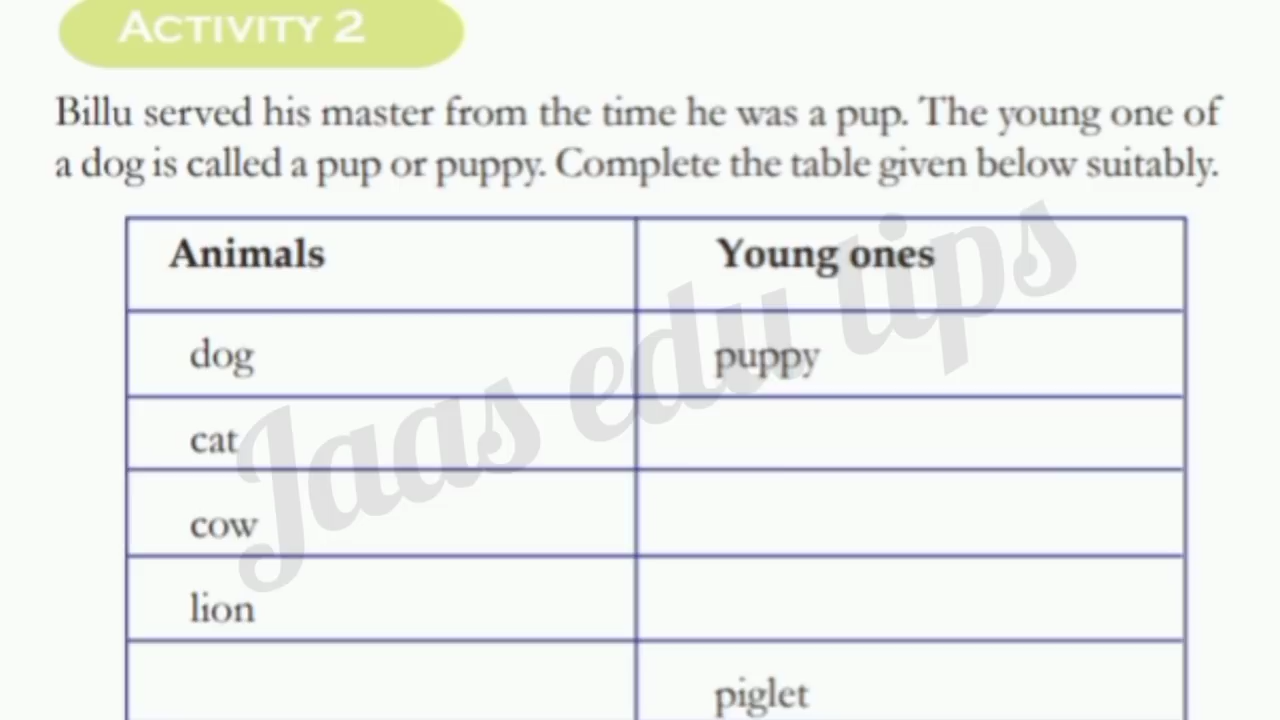 ACTIVITY 2
Billu served his master from the time he was a pup. The young one of
a dog is called a pup or puppy. Complete the table given below suitably.
Animals Young ones
dog puppy
cat
cow
lion
piglet
Jaas edu tips